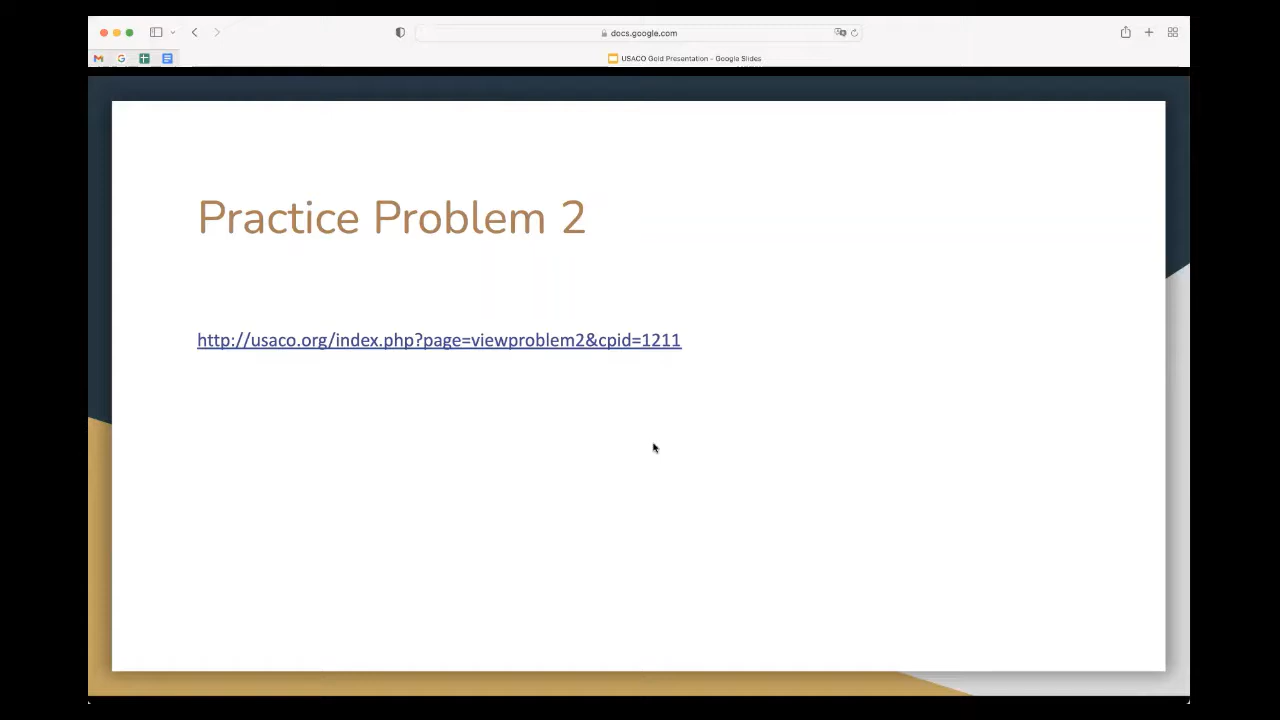 docs.google.com
USACO Gold Presentation - Google Slides
Practice Problem 2
http://usaco.org/index.php?page=viewproblem2&cpid=1211